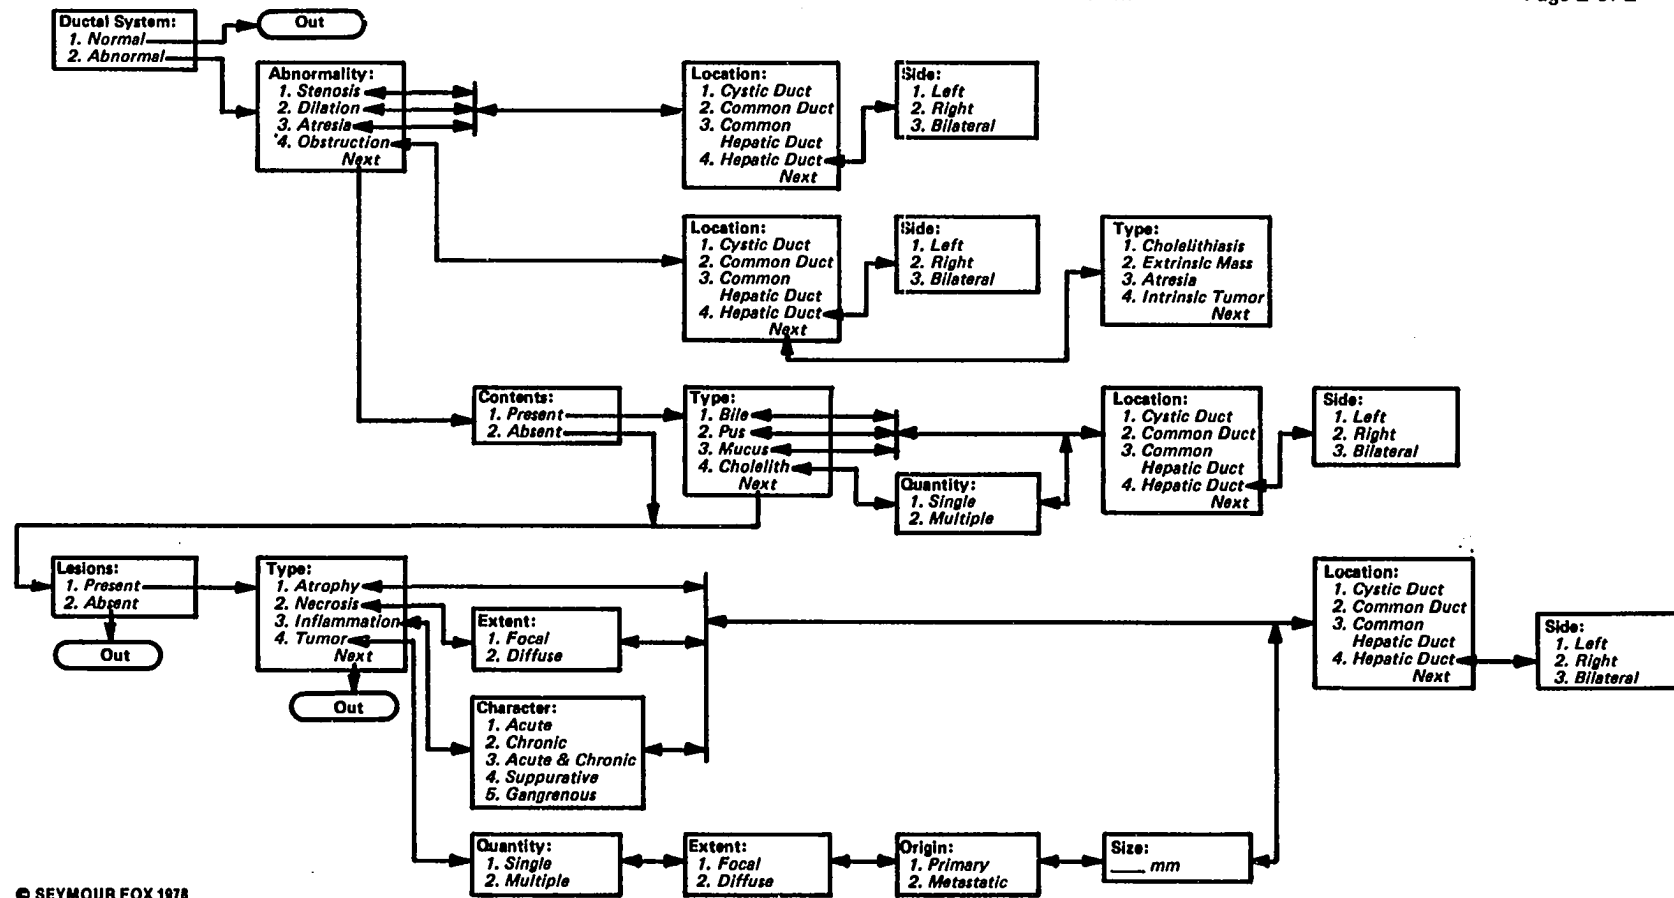 Ductal System:
1. Normal
2. Abnormal
Out
Abnormality:
1. Stenosis
2. Dilation
3. Atresia
4. Obstruction
Next
Location:
1. Cystic Duct
2. Common Duct
3. Common
Hepatic Duct
4. Hepatic Duct
Next
Side:
1. Left
2. Right
3. Bilateral
Location:
1. Cystic Duct
2. Common Duct
3. Common
Hepatic Duct
4. Hepatic Duct
Next
Side:
1. Left
2. Right
3. Bilateral
Type:
1. Cholelithiasis
2. Extrinsic Mass
3. Atresia
4. Intrinsic Tumor
Next
Contents:
1. Present
2. Absent
Type:
1. Bile
2. Pus
3. Mucus
4. Cholelith
Next
Quantity:
1. Single
2. Multiple
Location:
1. Cystic Duct
2. Common Duct
3. Common
Hepatic Duct
4. Hepatic Duct
Next
Side:
1. Left
2. Right
3. Bilateral
Lesions:
1. Present
2. Absent
Out
Type:
1. Atrophy
2. Necrosis
3. Inflammation
4. Tumor
Next
Out
Extent:
1. Focal
2. Diffuse
Character:
1. Acute
2. Chronic
3. Acute & Chronic
4. Suppurative
5. Gangrenous
Location:
1. Cystic Duct
2. Common Duct
3. Common
Hepatic Duct
4. Hepatic Duct
Next
Side:
1. Left
2. Right
3. Bilateral
Quantity:
1. Single
2. Multiple
Extent:
1. Focal
2. Diffuse
Origin:
1. Primary
2. Metastatic
Size:
___ mm
© SEYMOUR FOX 1978